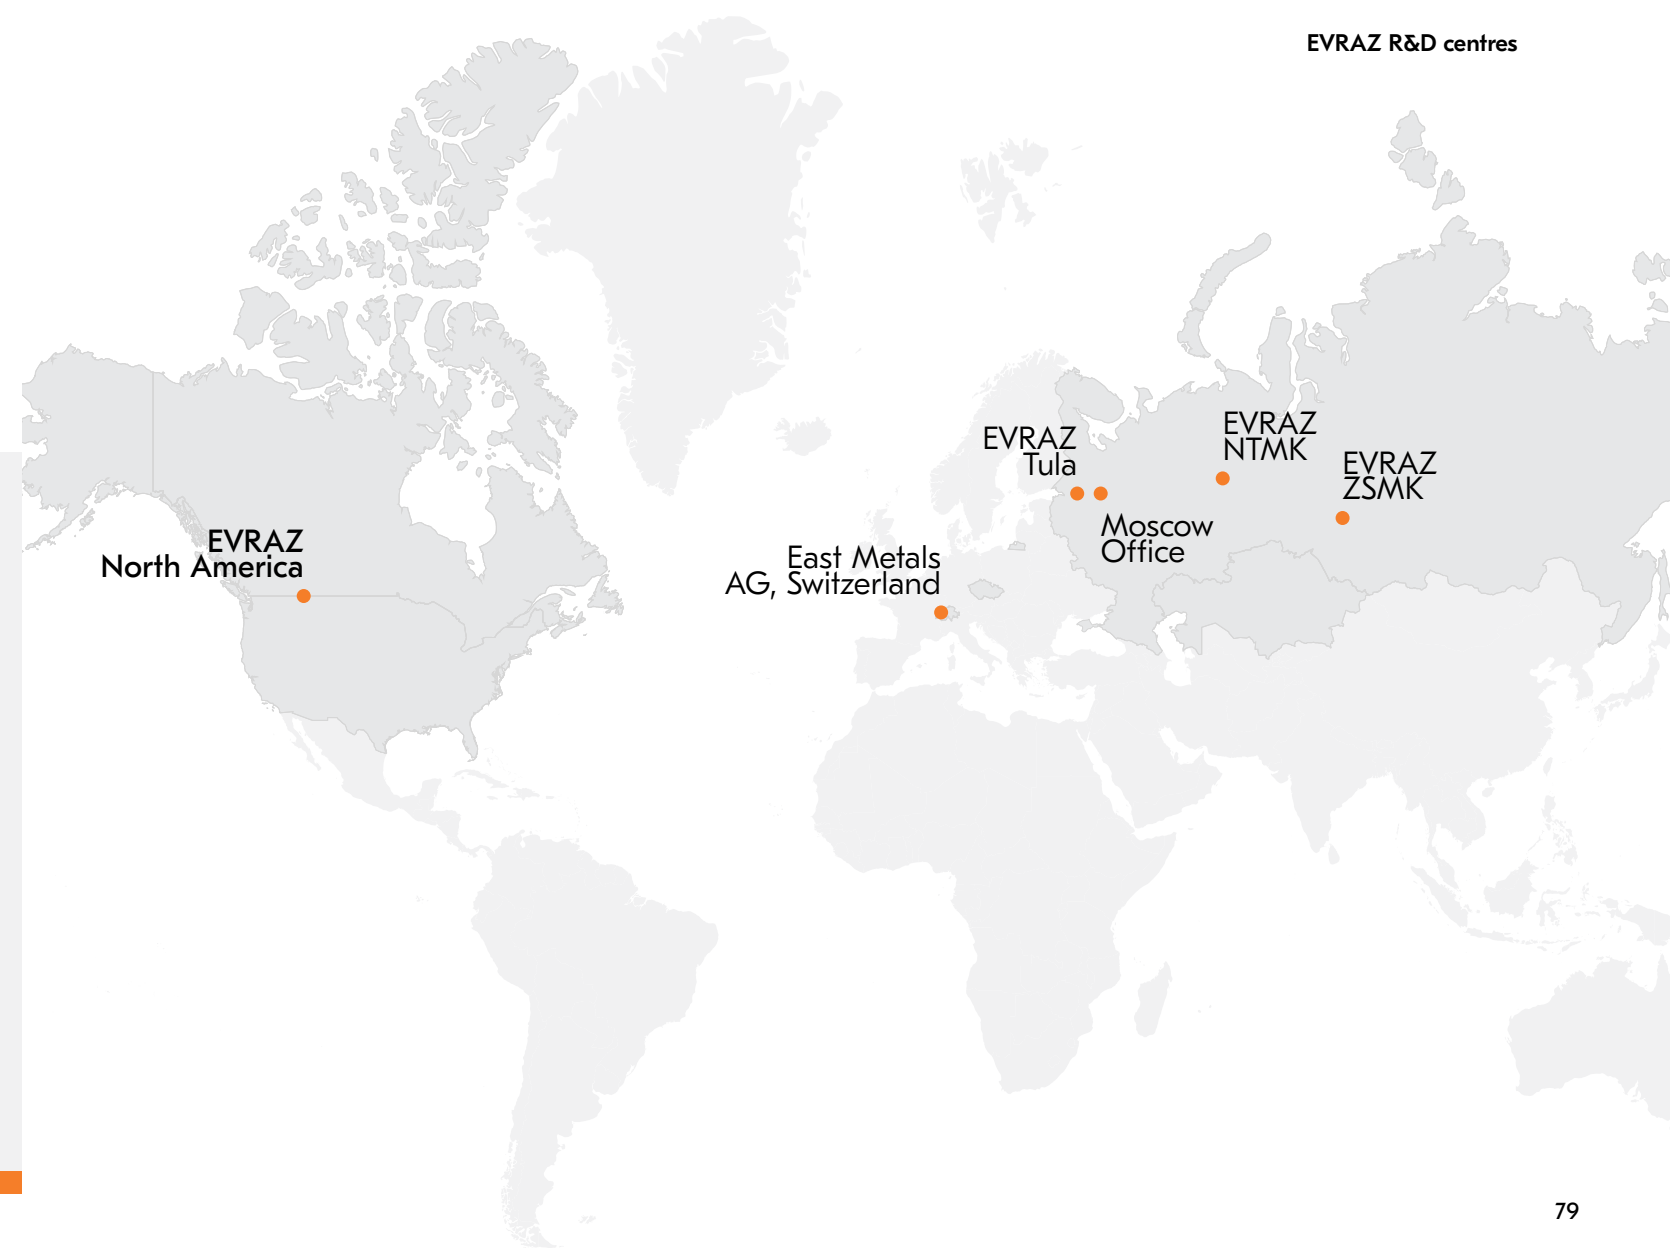 EVRAZ R&D centres
EVRAZ
NTMK
EVRAZ
Tula
EVRAZ
ZSMK
Moscow
Office
EVRAZ
North America
East Metals
AG, Switzerland
79